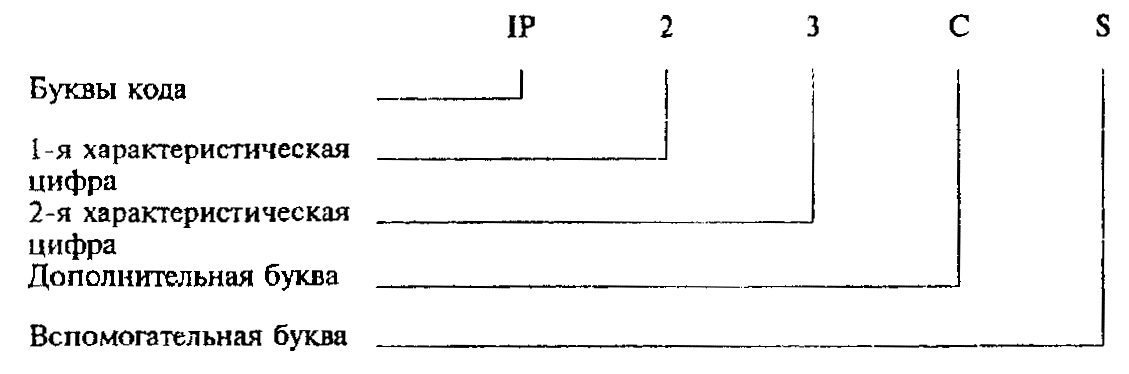 IP 2 3 C S
Буквы кода
1-я характеристическая
цифра
2-я характеристическая
цифра
Дополнительная буква
Вспомогательная буква